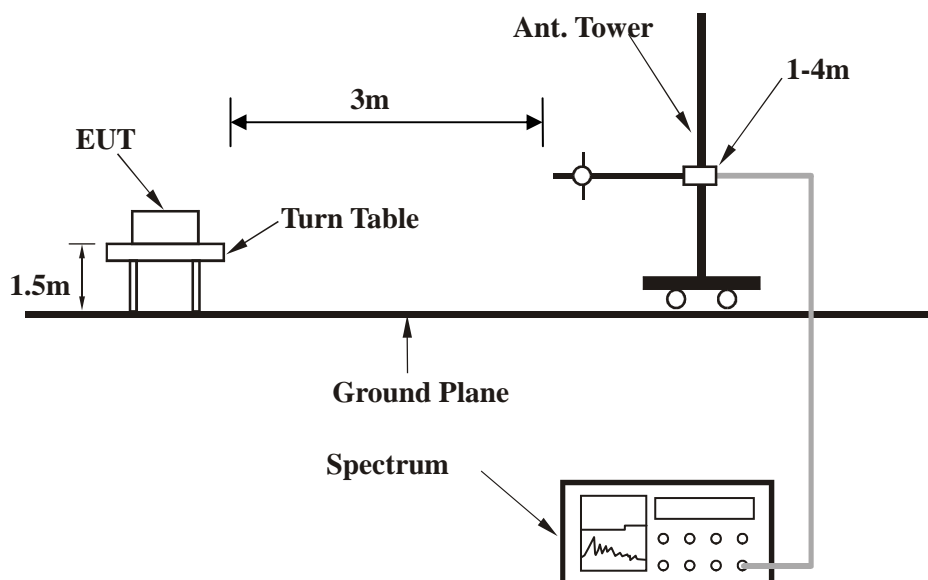 Ant. Tower
1-4m
3m
EUT
Turn Table
1.5m
Ground Plane
Spectrum